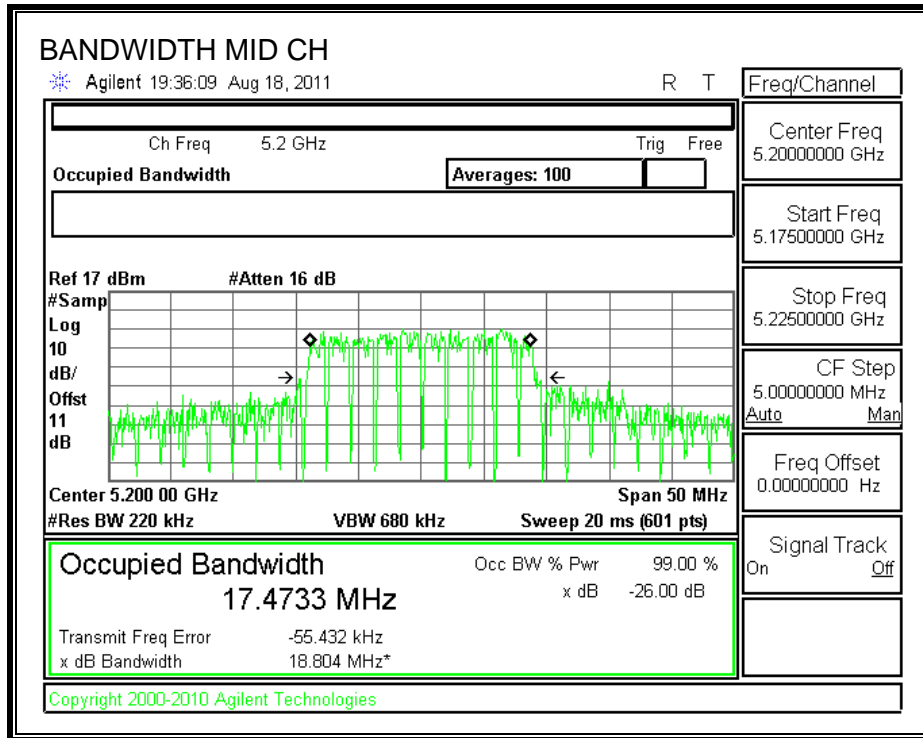 BANDWIDTH MID CH
Agilent 19:36:09 Aug 18, 2011 R T
Freq/Channel
Ch Freq 5.2 GHz Trig Free
Occupied Bandwidth Averages: 100
Center Freq
5.20000000 GHz
Start Freq
5.17500000 GHz
Stop Freq
5.22500000 GHz
CF Step
5.00000000 MHz
Auto Man
Freq Offset
0.00000000 Hz
Signal Track
On Off
Ref 17 dBm #Atten 16 dB
#Samp
Log
10
dB/
Offst
11
dB
Center 5.200 00 GHz Span 50 MHz
#Res BW 220 kHz VBW 680 kHz Sweep 20 ms (601 pts)
Occupied Bandwidth Occ BW % Pwr 99.00 %
17.4733 MHz x dB -26.00 dB
Transmit Freq Error -55.432 kHz
x dB Bandwidth 18.804 MHz*
Copyright 2000-2010 Agilent Technologies